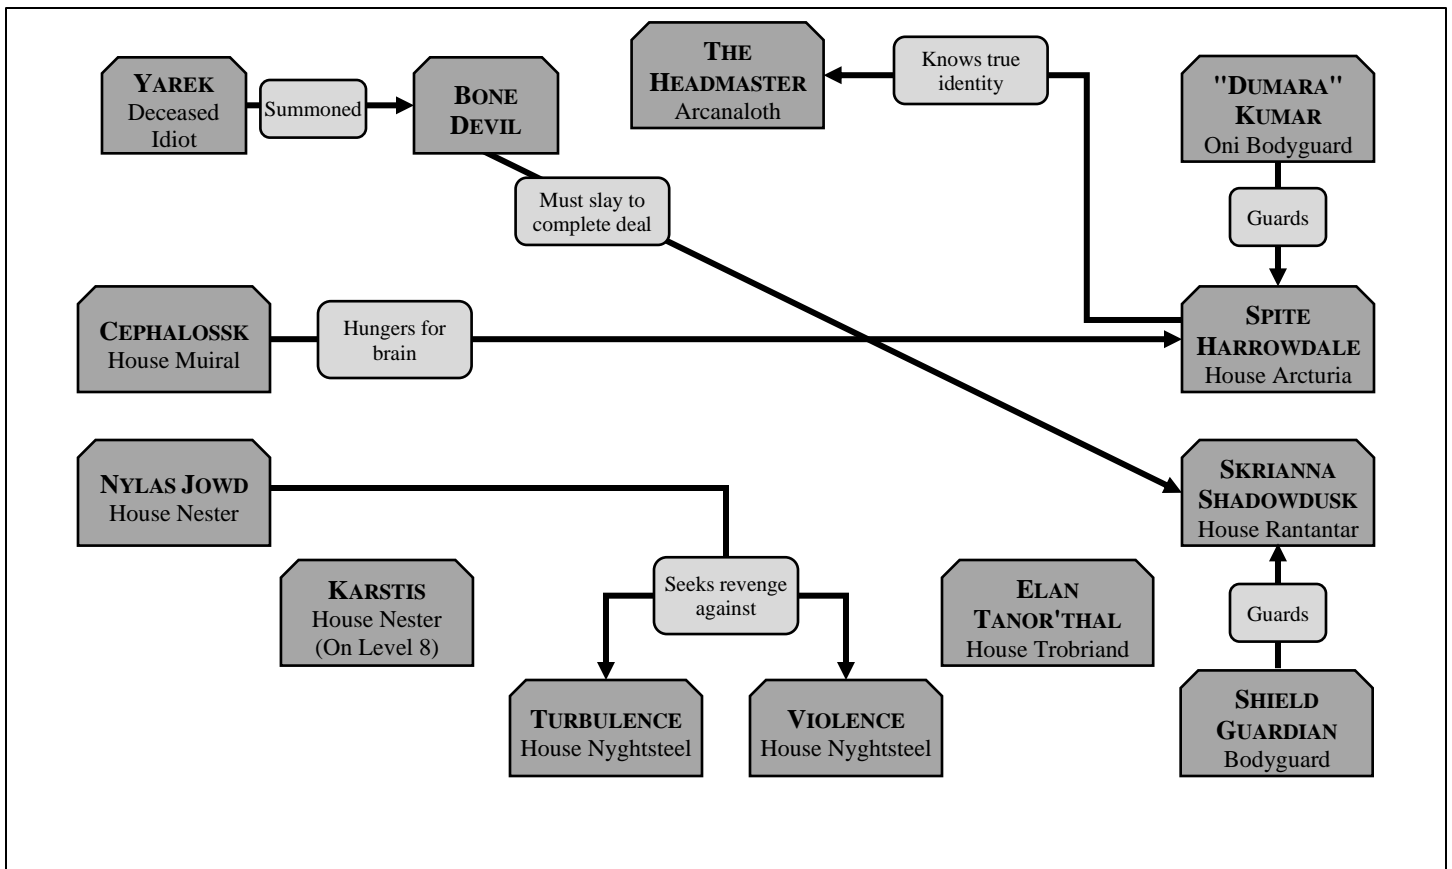 YAREK
Deceased
Idiot
Summoned
BONE
DEVIL
THE
HEADMASTER
Arcanaloth
Knows true
identity
"DUMARA"
KUMAR
Oni Bodyguard
Must slay to
complete deal
Guards
CEPHALOSSK
House Muiral
Hungers for
brain
SPITE
HARROWDALE
House Arcturia
NYLAS JOWD
House Nester
SKRIANNA
SHADOWDUSK
House Rantantar
KARSTIS
House Nester
(On Level 8)
Seeks revenge
against
ELAN
TANOR'THAL
House Trobriand
Guards
TURBULENCE
House Nyghtsteel
VIOLENCE
House Nyghtsteel
SHIELD
GUARDIAN
Bodyguard